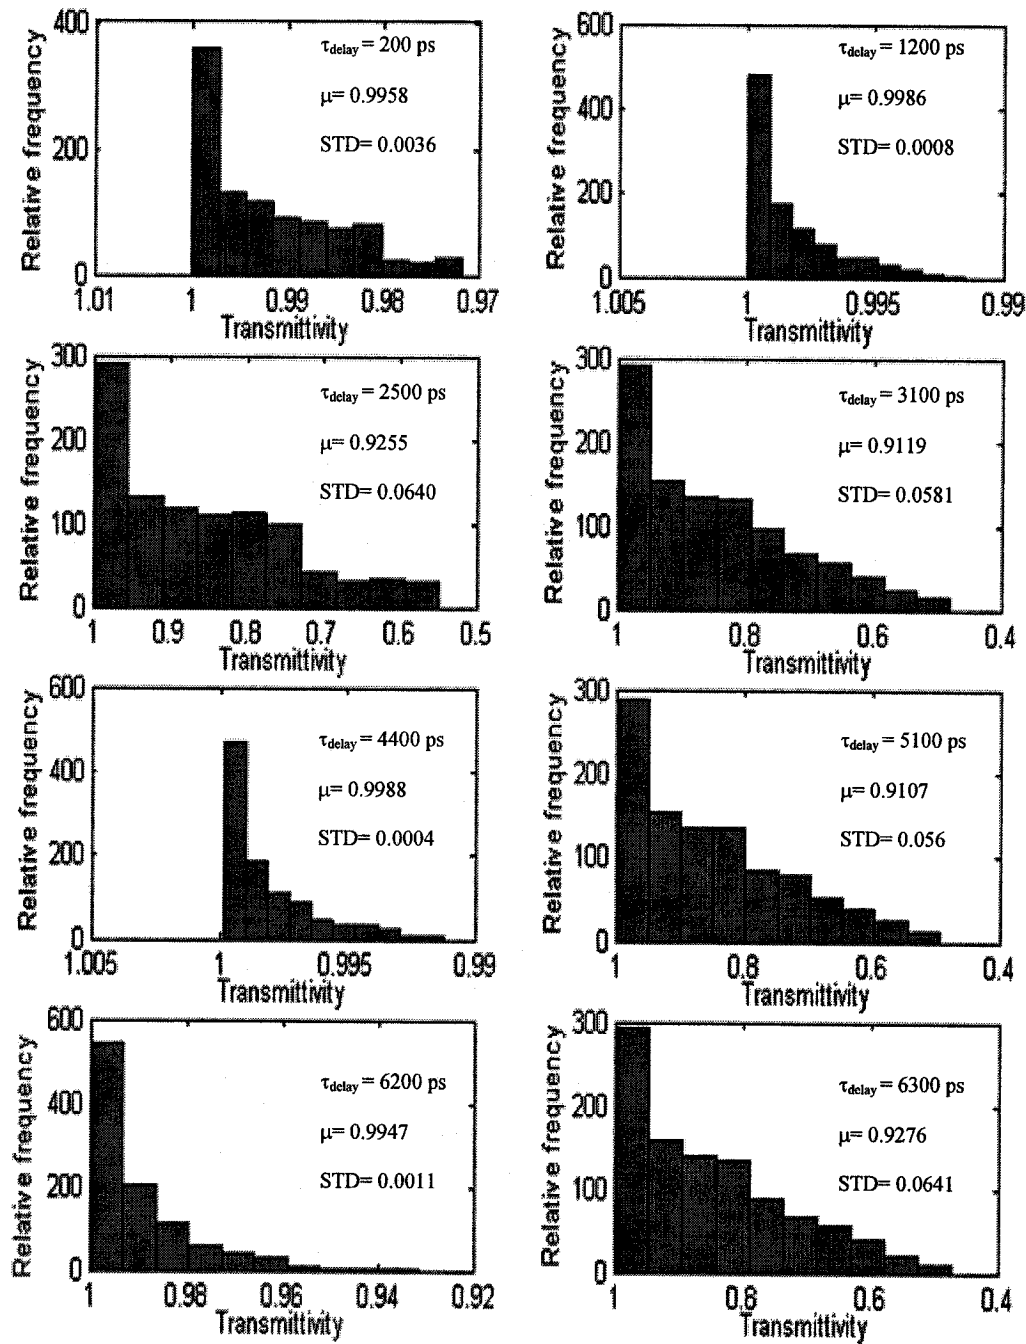 400
200
0
Relative frequency
τdelay = 200 ps
μ= 0.9958
STD= 0.0036
1.01 1 0.99 0.98 0.97
Transmittivity
600
400
200
0
Relative frequency
τdelay = 1200 ps
μ= 0.9986
STD= 0.0008
1.005 1 0.995 0.99
Transmittivity
300
200
100
0
Relative frequency
τdelay = 2500 ps
μ= 0.9255
STD= 0.0640
1 0.9 0.8 0.7 0.6 0.5
Transmittivity
300
200
100
0
Relative frequency
τdelay = 3100 ps
μ= 0.9119
STD= 0.0581
1 0.8 0.6 0.4
Transmittivity
600
400
200
0
Relative frequency
τdelay = 4400 ps
μ= 0.9988
STD= 0.0004
1.005 1 0.995 0.99
Transmittivity
300
200
100
0
Relative frequency
τdelay = 5100 ps
μ= 0.9107
STD= 0.056
1 0.8 0.6 0.4
Transmittivity
600
400
200
0
Relative frequency
τdelay = 6200 ps
μ= 0.9947
STD= 0.0011
1 0.98 0.96 0.94 0.92
Transmittivity
300
200
100
0
Relative frequency
τdelay = 6300 ps
μ= 0.9276
STD= 0.0641
1 0.8 0.6 0.4
Transmittivity